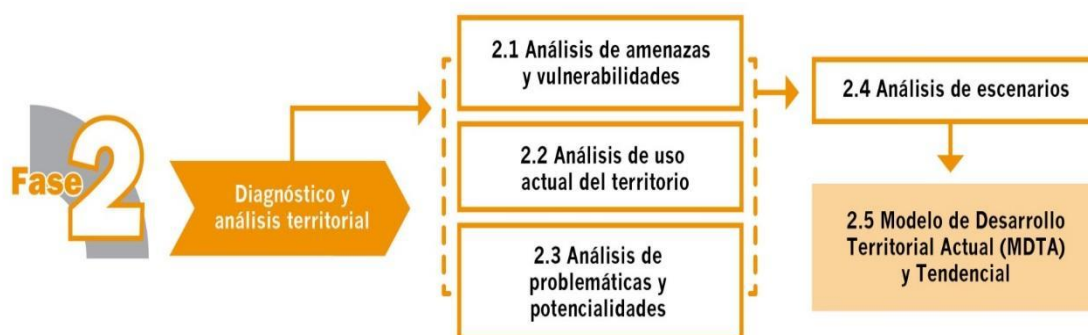 Fase 2
Diagnóstico y
análisis territorial
2.1 Análisis de amenazas
y vulnerabilidades
2.2 Análisis de uso
actual del territorio
2.3 Análisis de
problemáticas y
potencialidades
2.4 Análisis de escenarios
2.5 Modelo de Desarrollo
Territorial Actual (MDTA)
y Tendencial